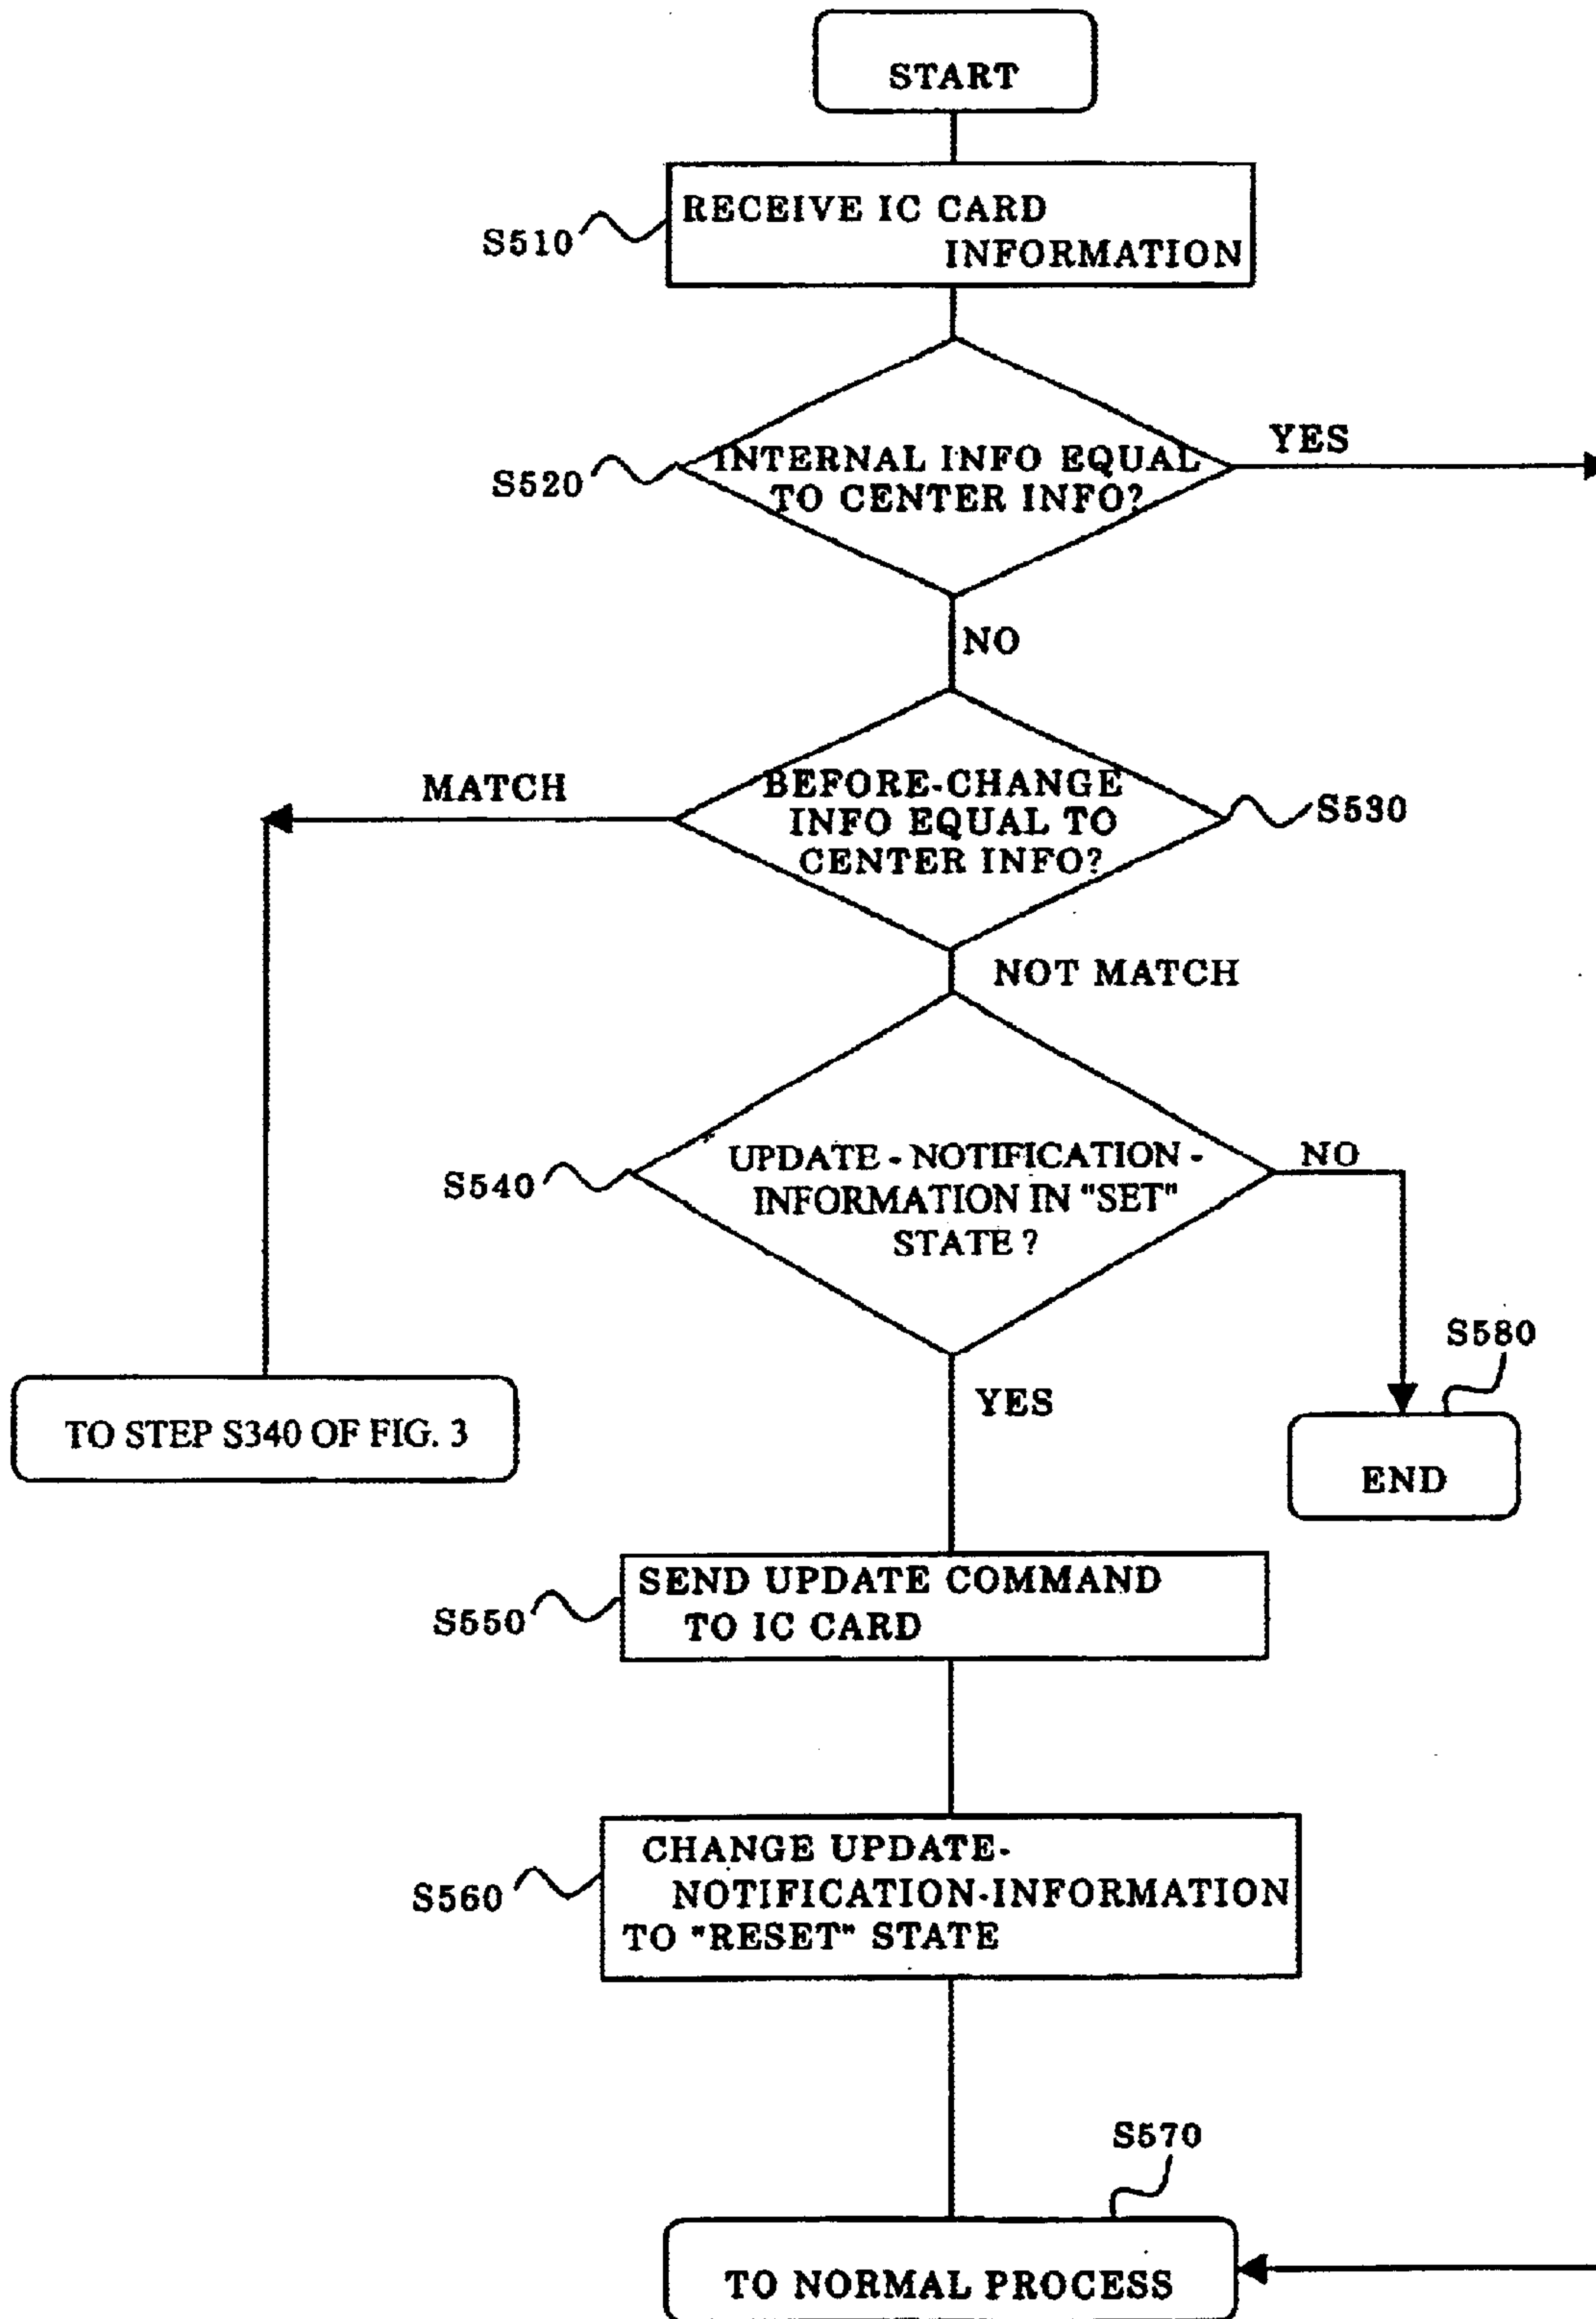 START
RECEIVE IC CARD
INFORMATION
S510
INTERNAL INFO EQUAL
TO CENTER INFO?
S520
YES
NO
BEFORE-CHANGE
INFO EQUAL TO
CENTER INFO?
S530
MATCH
NOT MATCH
UPDATE - NOTIFICATION -
INFORMATION IN "SET"
STATE ?
S540
NO
S580
END
YES
TO STEP S340 OF FIG. 3
SEND UPDATE COMMAND
TO IC CARD
S550
CHANGE UPDATE-
NOTIFICATION-INFORMATION
TO "RESET" STATE
S560
S570
TO NORMAL PROCESS